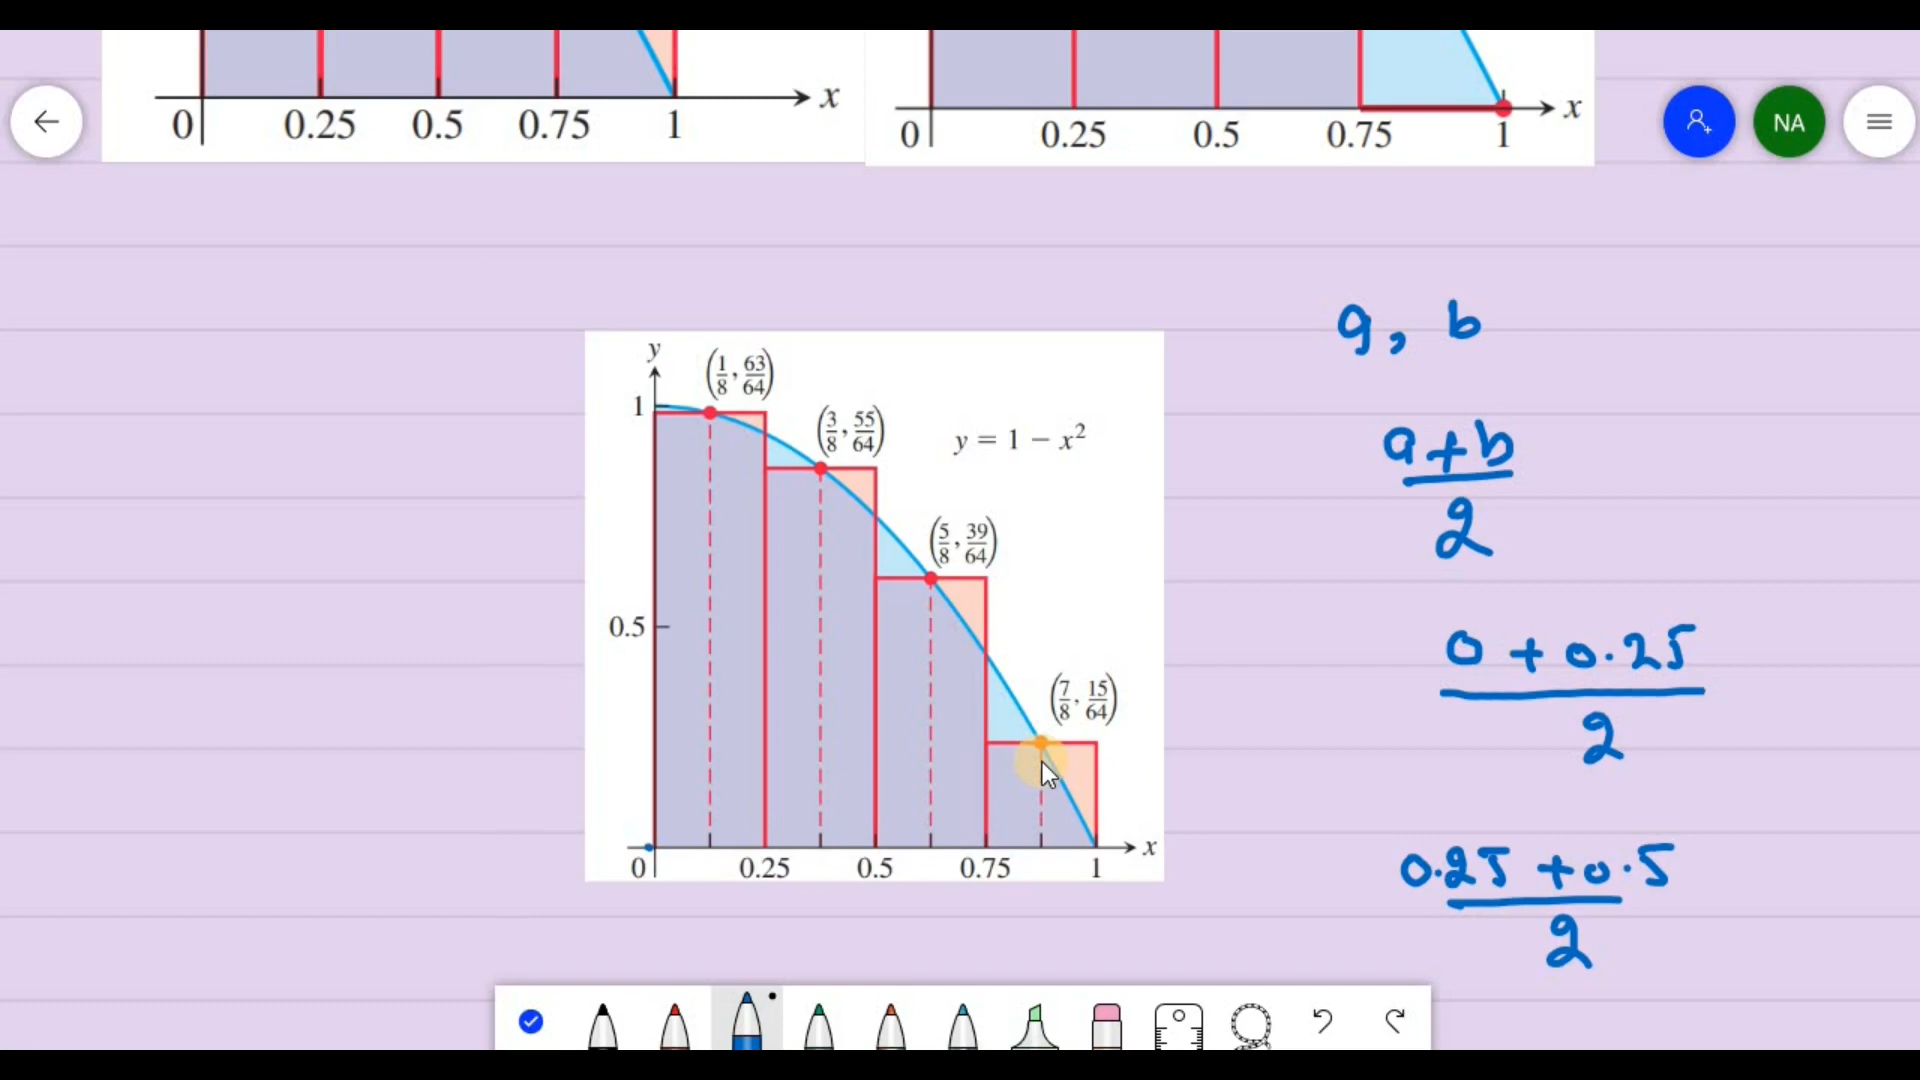 0 0.25 0.5 0.75 1 x
0 0.25 0.5 0.75 1 x
NA
a, b
a+b
2
0 + 0.25
2
0.25 + 0.5
2
y
(1/8, 63/64)
1
(3/8, 55/64)
y = 1 − x²
(5/8, 39/64)
0.5
(7/8, 15/64)
0 0.25 0.5 0.75 1 x